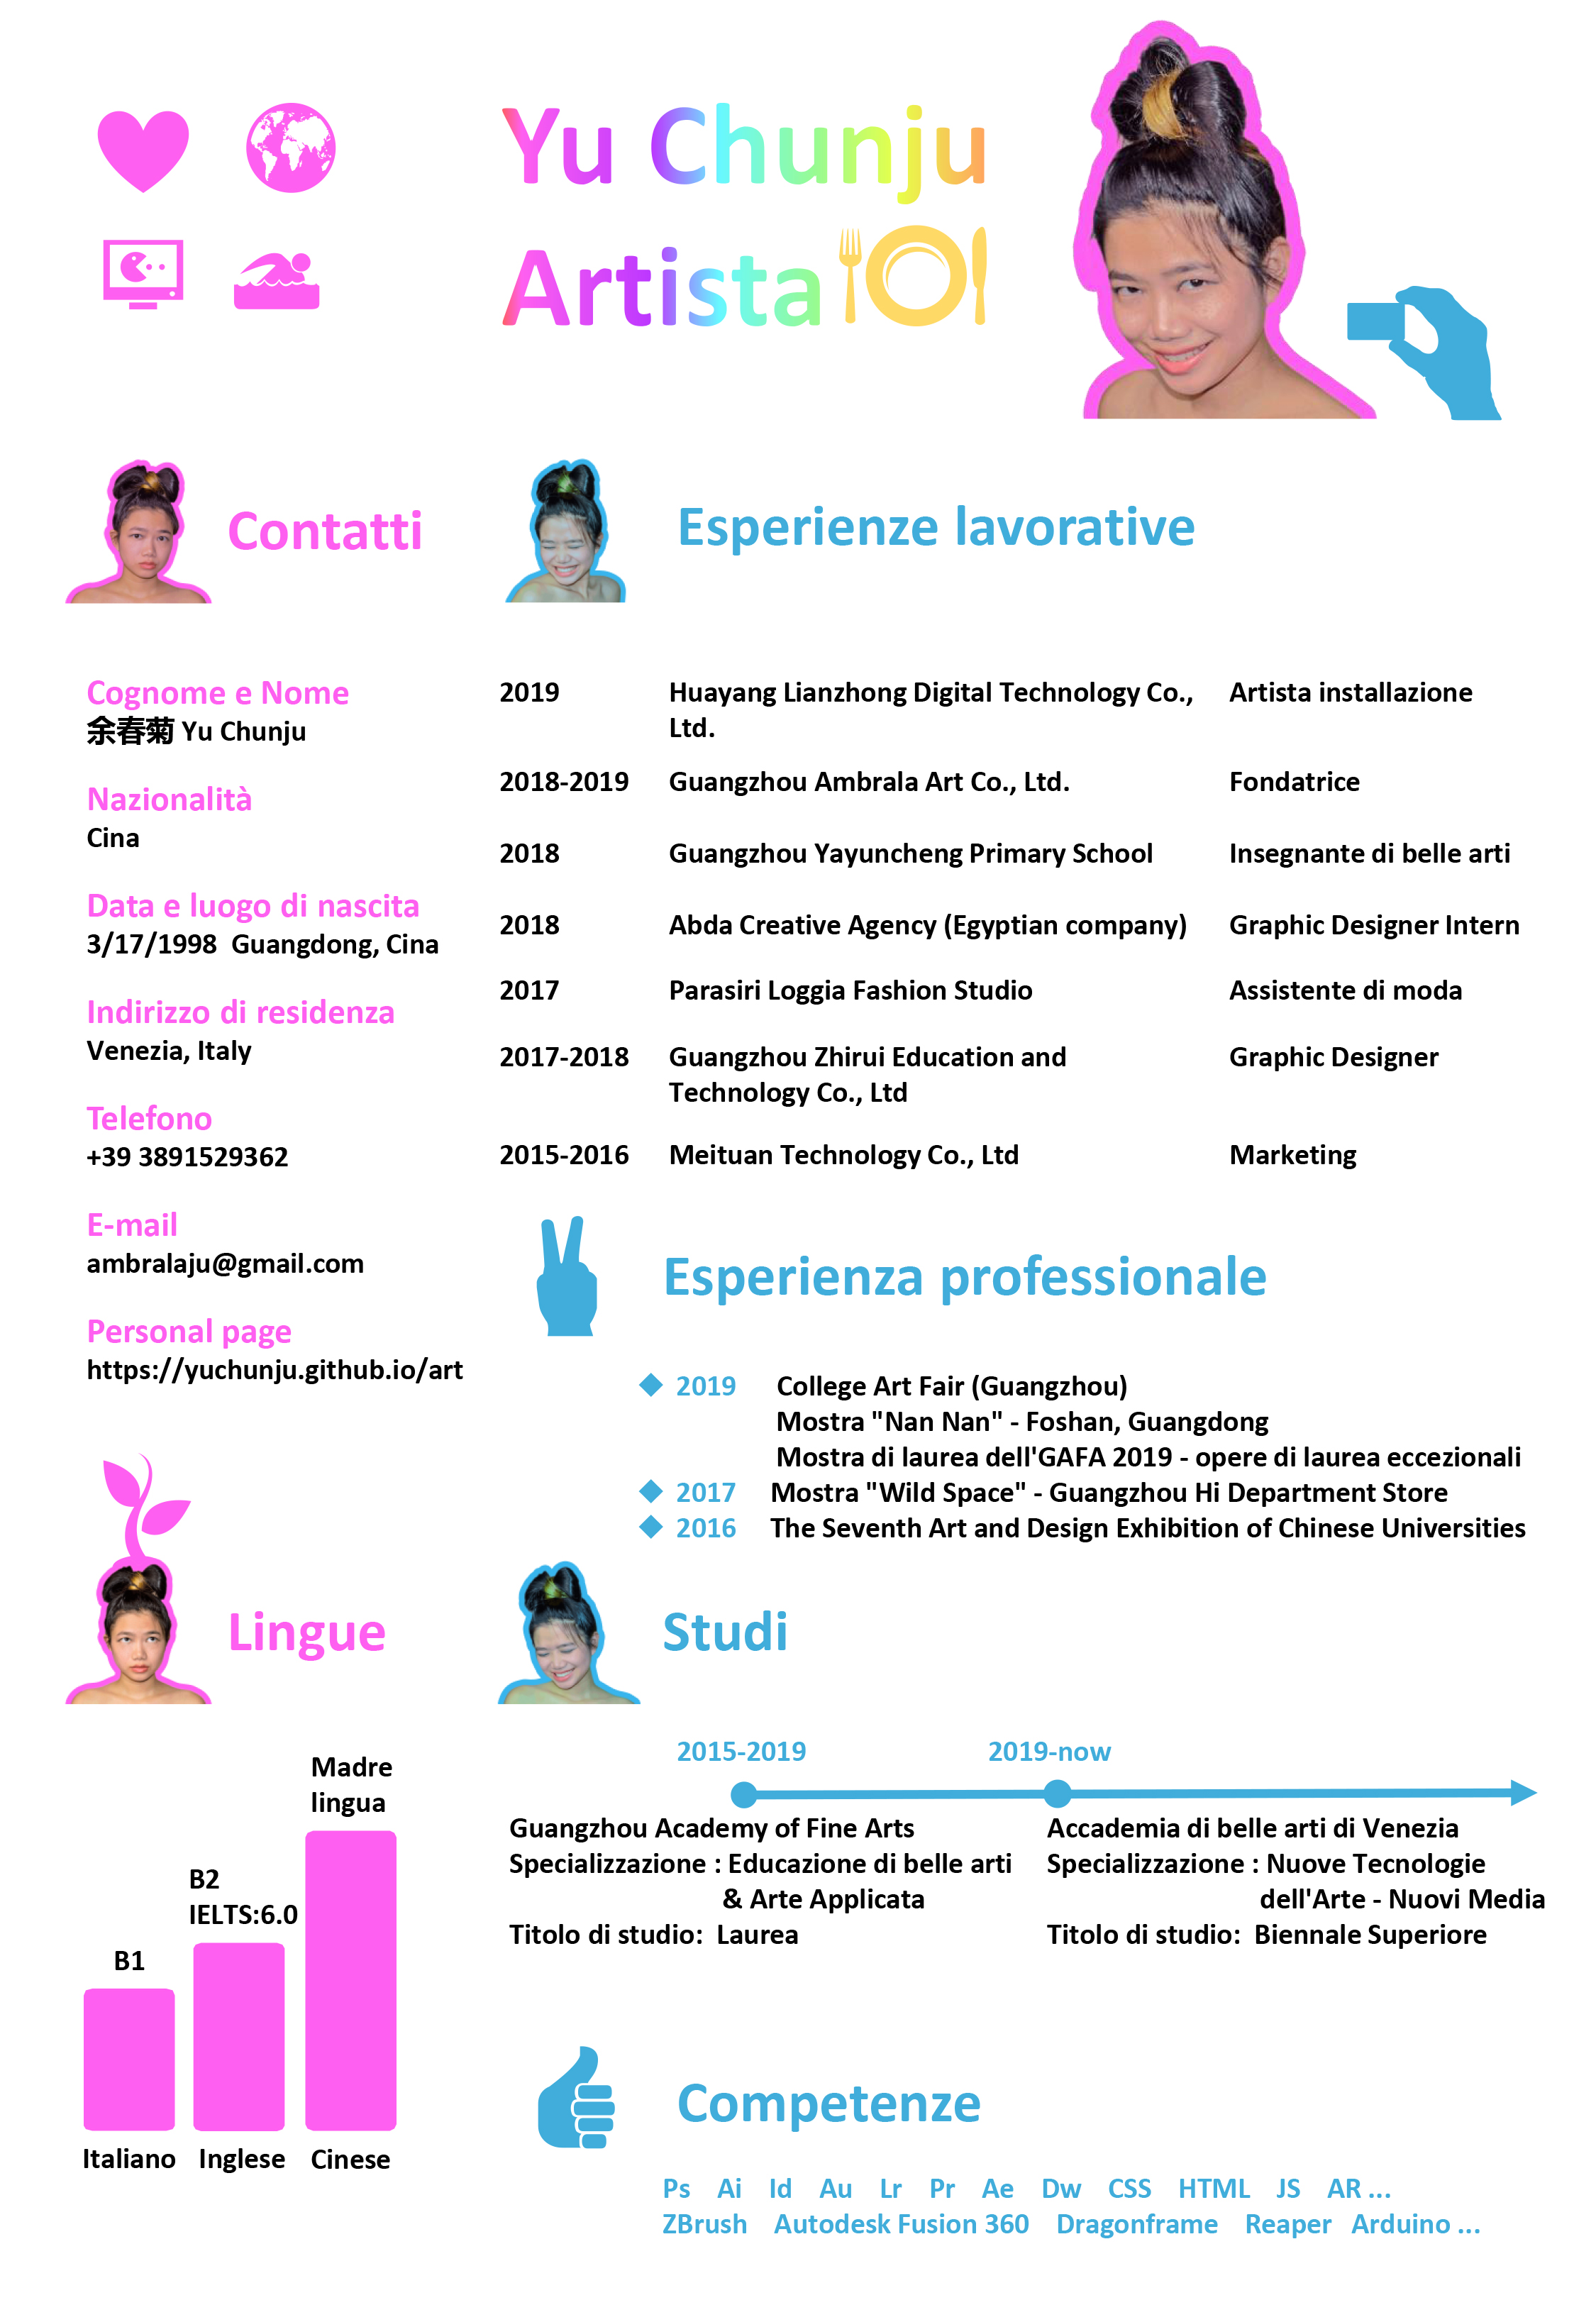 Yu Chunju
Artista
Contatti
Cognome e Nome
余春菊 Yu Chunju
Nazionalità
Cina
Data e luogo di nascita
3/17/1998  Guangdong, Cina
Indirizzo di residenza
Venezia, Italy
Telefono
+39 3891529362
E-mail
ambralaju@gmail.com
Personal page
https://yuchunju.github.io/art
Esperienze lavorative
2019 Huayang Lianzhong Digital Technology Co., Artista installazione
Ltd.
2018-2019 Guangzhou Ambrala Art Co., Ltd. Fondatrice
2018 Guangzhou Yayuncheng Primary School Insegnante di belle arti
2018 Abda Creative Agency (Egyptian company) Graphic Designer Intern
2017 Parasiri Loggia Fashion Studio Assistente di moda
2017-2018 Guangzhou Zhirui Education and Graphic Designer
Technology Co., Ltd
2015-2016 Meituan Technology Co., Ltd Marketing
Esperienza professionale
2019 College Art Fair (Guangzhou)
Mostra "Nan Nan" - Foshan, Guangdong
Mostra di laurea dell'GAFA 2019 - opere di laurea eccezionali
2017 Mostra "Wild Space" - Guangzhou Hi Department Store
2016 The Seventh Art and Design Exhibition of Chinese Universities
Lingue
Madre
lingua
B2
IELTS:6.0
B1
Italiano Inglese Cinese
Studi
2015-2019
Guangzhou Academy of Fine Arts
Specializzazione : Educazione di belle arti
& Arte Applicata
Titolo di studio:  Laurea
2019-now
Accademia di belle arti di Venezia
Specializzazione : Nuove Tecnologie
dell'Arte - Nuovi Media
Titolo di studio:  Biennale Superiore
Competenze
Ps Ai Id Au Lr Pr Ae Dw CSS HTML JS AR ...
ZBrush Autodesk Fusion 360 Dragonframe Reaper Arduino ...